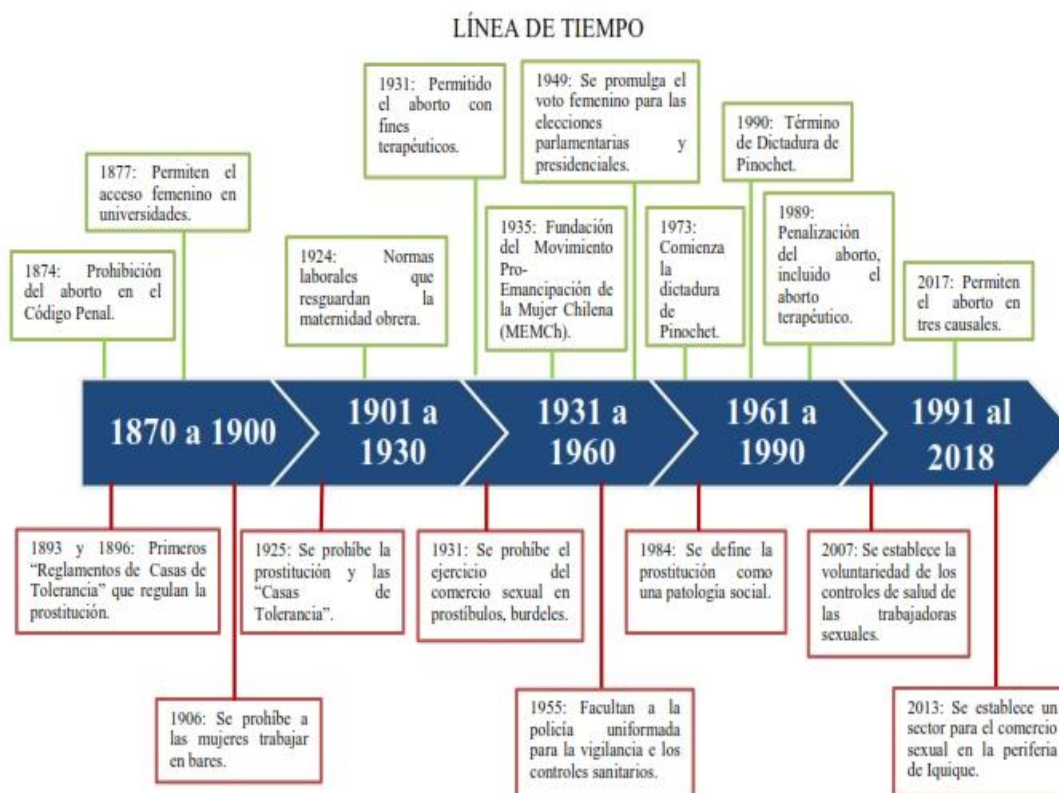 LÍNEA DE TIEMPO
1931: Permitido
el aborto con
fines
terapéuticos.
1949: Se promulga el
voto femenino para las
elecciones
parlamentarias y
presidenciales.
1990: Término
de Dictadura de
Pinochet.
1877: Permiten el
acceso femenino en
universidades.
1874: Prohibición
del aborto en el
Código Penal.
1924: Normas
laborales que
resguardan la
maternidad obrera.
1935: Fundación
del Movimiento
Pro-
Emancipación de
la Mujer Chilena
(MEMCh).
1973:
Comienza
la
dictadura
de
Pinochet.
1989:
Penalización
del aborto,
incluido el
aborto
terapéutico.
2017: Permiten
el aborto en
tres causales.
1870 a 1900
1901 a
1930
1931 a
1960
1961 a
1990
1991 al
2018
1893 y 1896: Primeros
“Reglamentos de Casas de
Tolerancia” que regulan la
prostitución.
1925: Se prohíbe la
prostitución y las
“Casas de
Tolerancia”.
1931: Se prohíbe el
ejercicio del
comercio sexual en
prostíbulos, burdeles.
1984: Se define la
prostitución como
una patología social.
2007: Se establece la
voluntariedad de los
controles de salud de
las trabajadoras
sexuales.
1906: Se prohíbe a
las mujeres trabajar
en bares.
1955: Facultan a la
policía uniformada
para la vigilancia e los
controles sanitarios.
2013: Se establece un
sector para el comercio
sexual en la periferia
de Iquique.